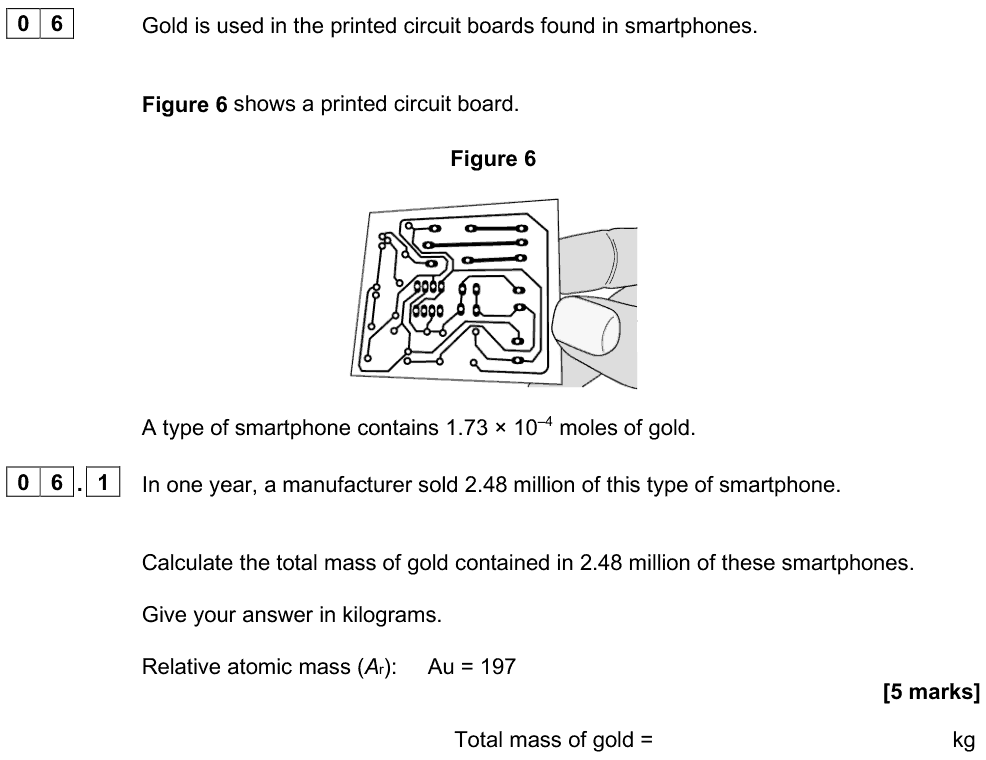 0 6 Gold is used in the printed circuit boards found in smartphones.
Figure 6 shows a printed circuit board.
Figure 6
A type of smartphone contains 1.73 × 10⁻⁴ moles of gold.
0 6 . 1 In one year, a manufacturer sold 2.48 million of this type of smartphone.
Calculate the total mass of gold contained in 2.48 million of these smartphones.
Give your answer in kilograms.
Relative atomic mass (Ar): Au = 197
[5 marks]
Total mass of gold = kg